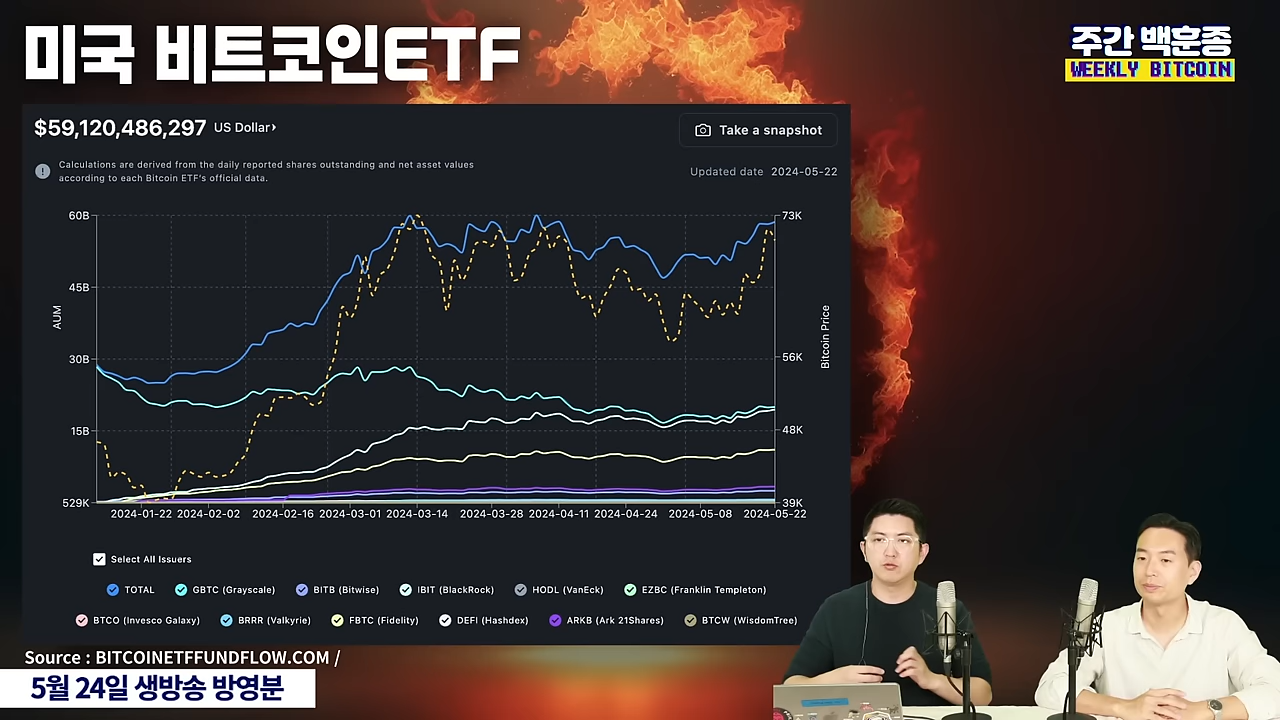 미국 비트코인ETF
주간 백훈종
WEEKLY BITCOIN
$59,120,486,297 US Dollar›
Take a snapshot
Calculations are derived from the daily reported shares outstanding and net asset values
according to each Bitcoin ETF's official data.
Updated date 2024-05-22
60B
73K
45B
AUM
Bitcoin Price
30B
56K
15B
48K
529K
39K
2024-01-22 2024-02-02 2024-02-16 2024-03-01 2024-03-14 2024-03-28 2024-04-11 2024-04-24 2024-05-08 2024-05-22
Select All Issuers
TOTAL GBTC (Grayscale) BITB (Bitwise) IBIT (BlackRock) HODL (VanEck) EZBC (Franklin Templeton)
BTCO (Invesco Galaxy) BRRR (Valkyrie) FBTC (Fidelity) DEFI (Hashdex) ARKB (Ark 21Shares) BTCW (WisdomTree)
Source : BITCOINETFFUNDFLOW.COM /
5월 24일 생방송 방영분